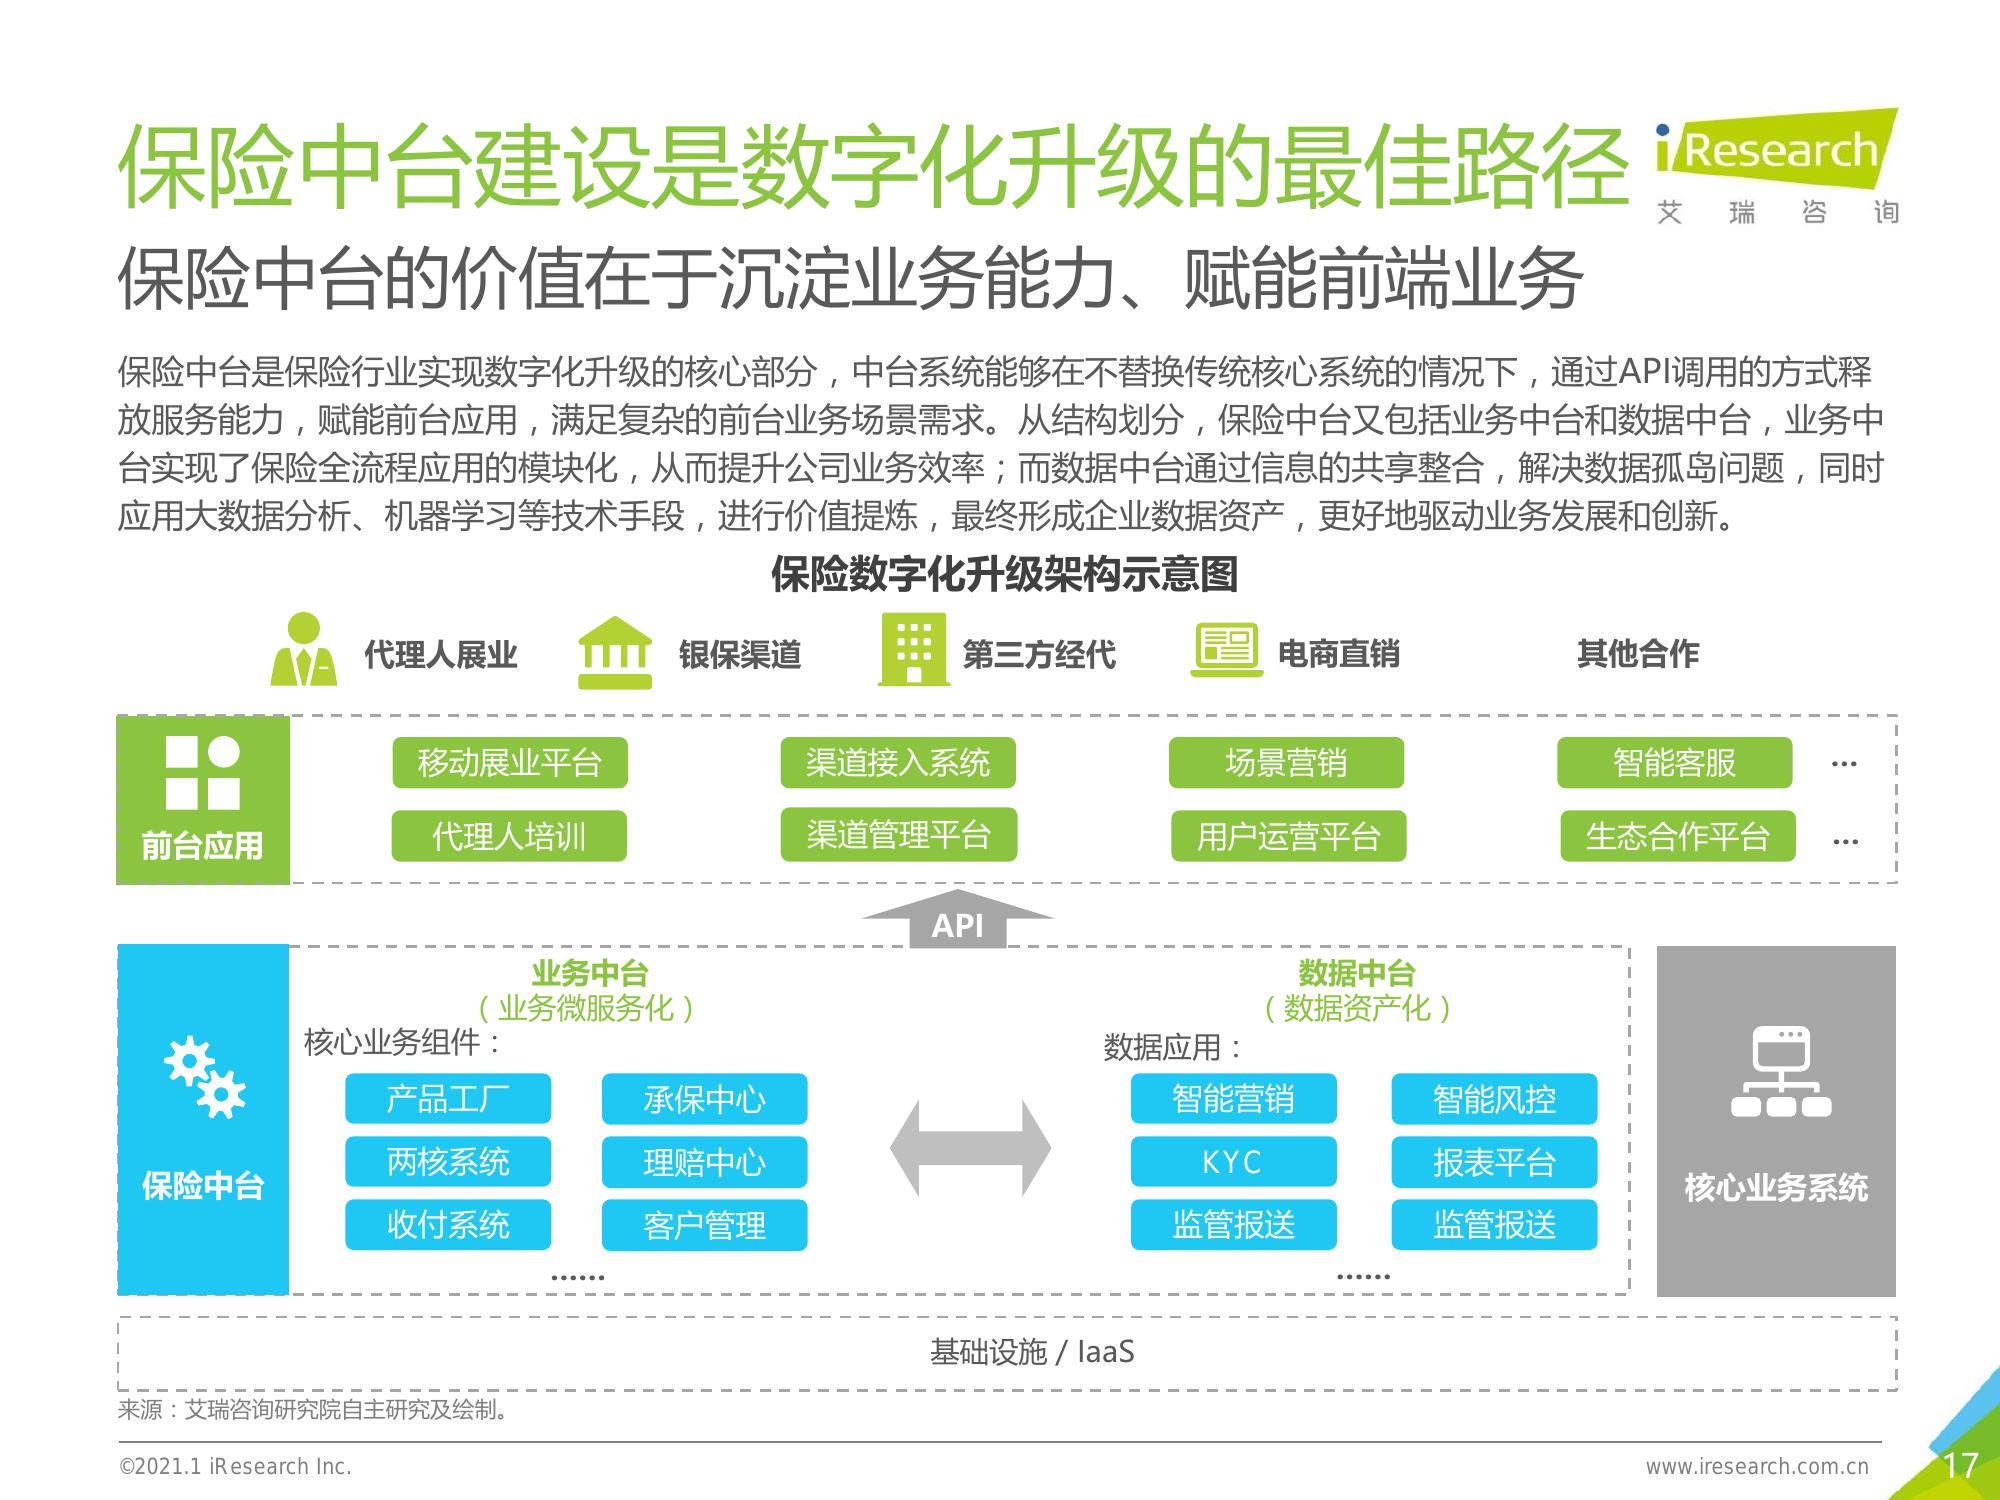 保险中台建设是数字化升级的最佳路径
iResearch
艾瑞咨询
保险中台的价值在于沉淀业务能力、赋能前端业务
保险中台是保险行业实现数字化升级的核心部分，中台系统能够在不替换传统核心系统的情况下，通过API调用的方式释
放服务能力，赋能前台应用，满足复杂的前台业务场景需求。从结构划分，保险中台又包括业务中台和数据中台，业务中
台实现了保险全流程应用的模块化，从而提升公司业务效率；而数据中台通过信息的共享整合，解决数据孤岛问题，同时
应用大数据分析、机器学习等技术手段，进行价值提炼，最终形成企业数据资产，更好地驱动业务发展和创新。
保险数字化升级架构示意图
代理人展业 银保渠道 第三方经代 电商直销 其他合作
移动展业平台 渠道接入系统 场景营销 智能客服 ...
前台应用
代理人培训 渠道管理平台 用户运营平台 生态合作平台 ...
API
业务中台 数据中台
（业务微服务化） （数据资产化）
核心业务组件： 数据应用：
产品工厂 承保中心 智能营销 智能风控
两核系统 理赔中心 KYC 报表平台
保险中台 核心业务系统
收付系统 客户管理 监管报送 监管报送
...... ......
基础设施 / IaaS
来源：艾瑞咨询研究院自主研究及绘制。
©2021.1 iResearch Inc. www.iresearch.com.cn 17